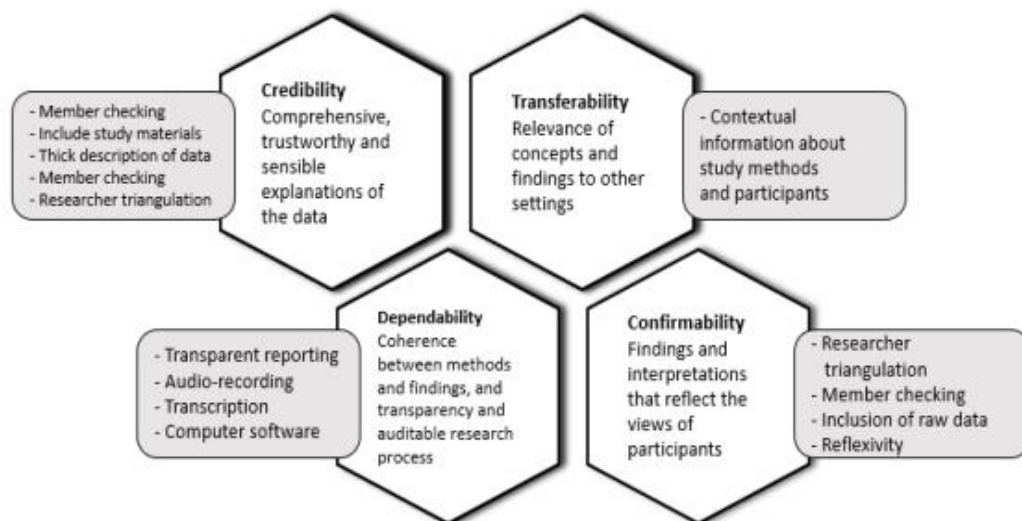 - Member checking
- Include study materials
- Thick description of data
- Member checking
- Researcher triangulation
Credibility
Comprehensive,
trustworthy and
sensible
explanations of
the data
Transferability
Relevance of
concepts and
findings to other
settings
- Contextual
information about
study methods
and participants
- Transparent reporting
- Audio-recording
- Transcription
- Computer software
Dependability
Coherence
between methods
and findings, and
transparency and
auditable research
process
Confirmability
Findings and
interpretations
that reflect the
views of
participants
- Researcher
triangulation
- Member checking
- Inclusion of raw data
- Reflexivity